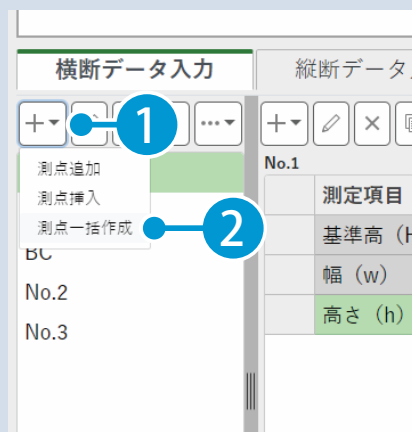 横断データ入力
縦断データ
1
No.1
測点追加
測点挿入
測点一括作成
2
BC
No.2
No.3
測定項目
基準高（H
幅（w）
高さ（h）